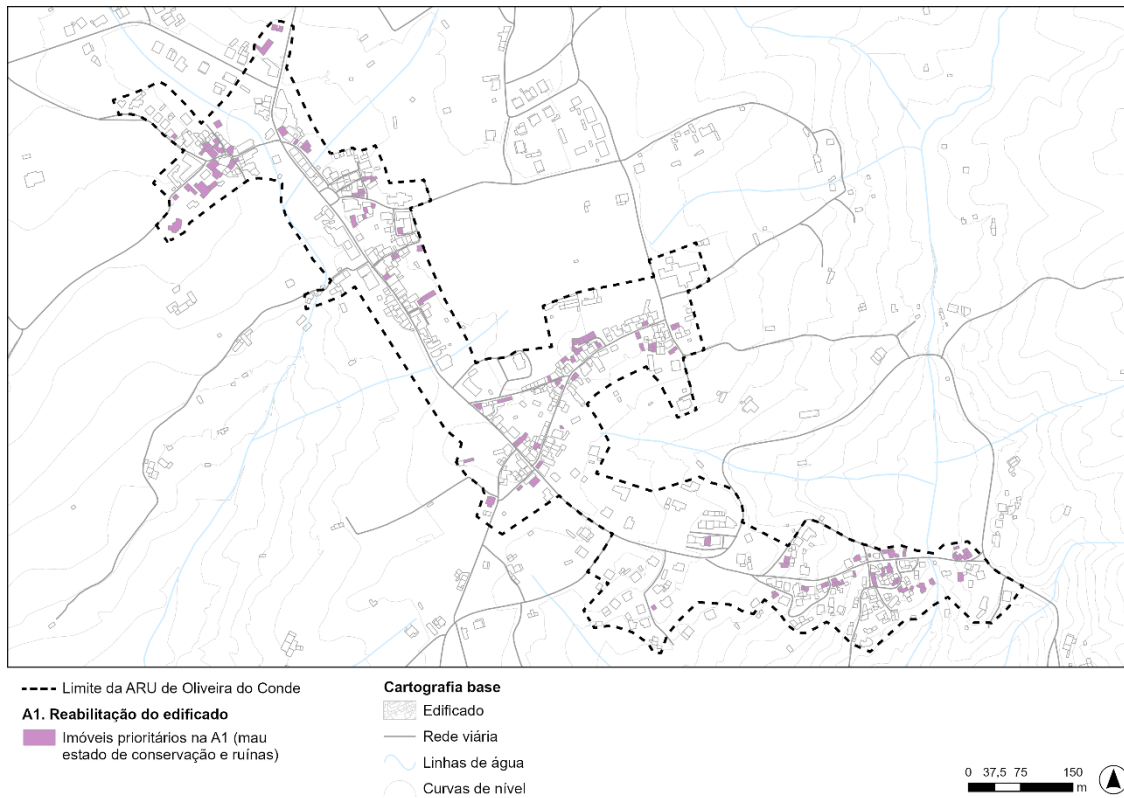 Limite da ARU de Oliveira do Conde
A1. Reabilitação do edificado
Imóveis prioritários na A1 (mau
estado de conservação e ruínas)
Cartografia base
Edificado
Rede viária
Linhas de água
Curvas de nível
0 37,5 75 150
m